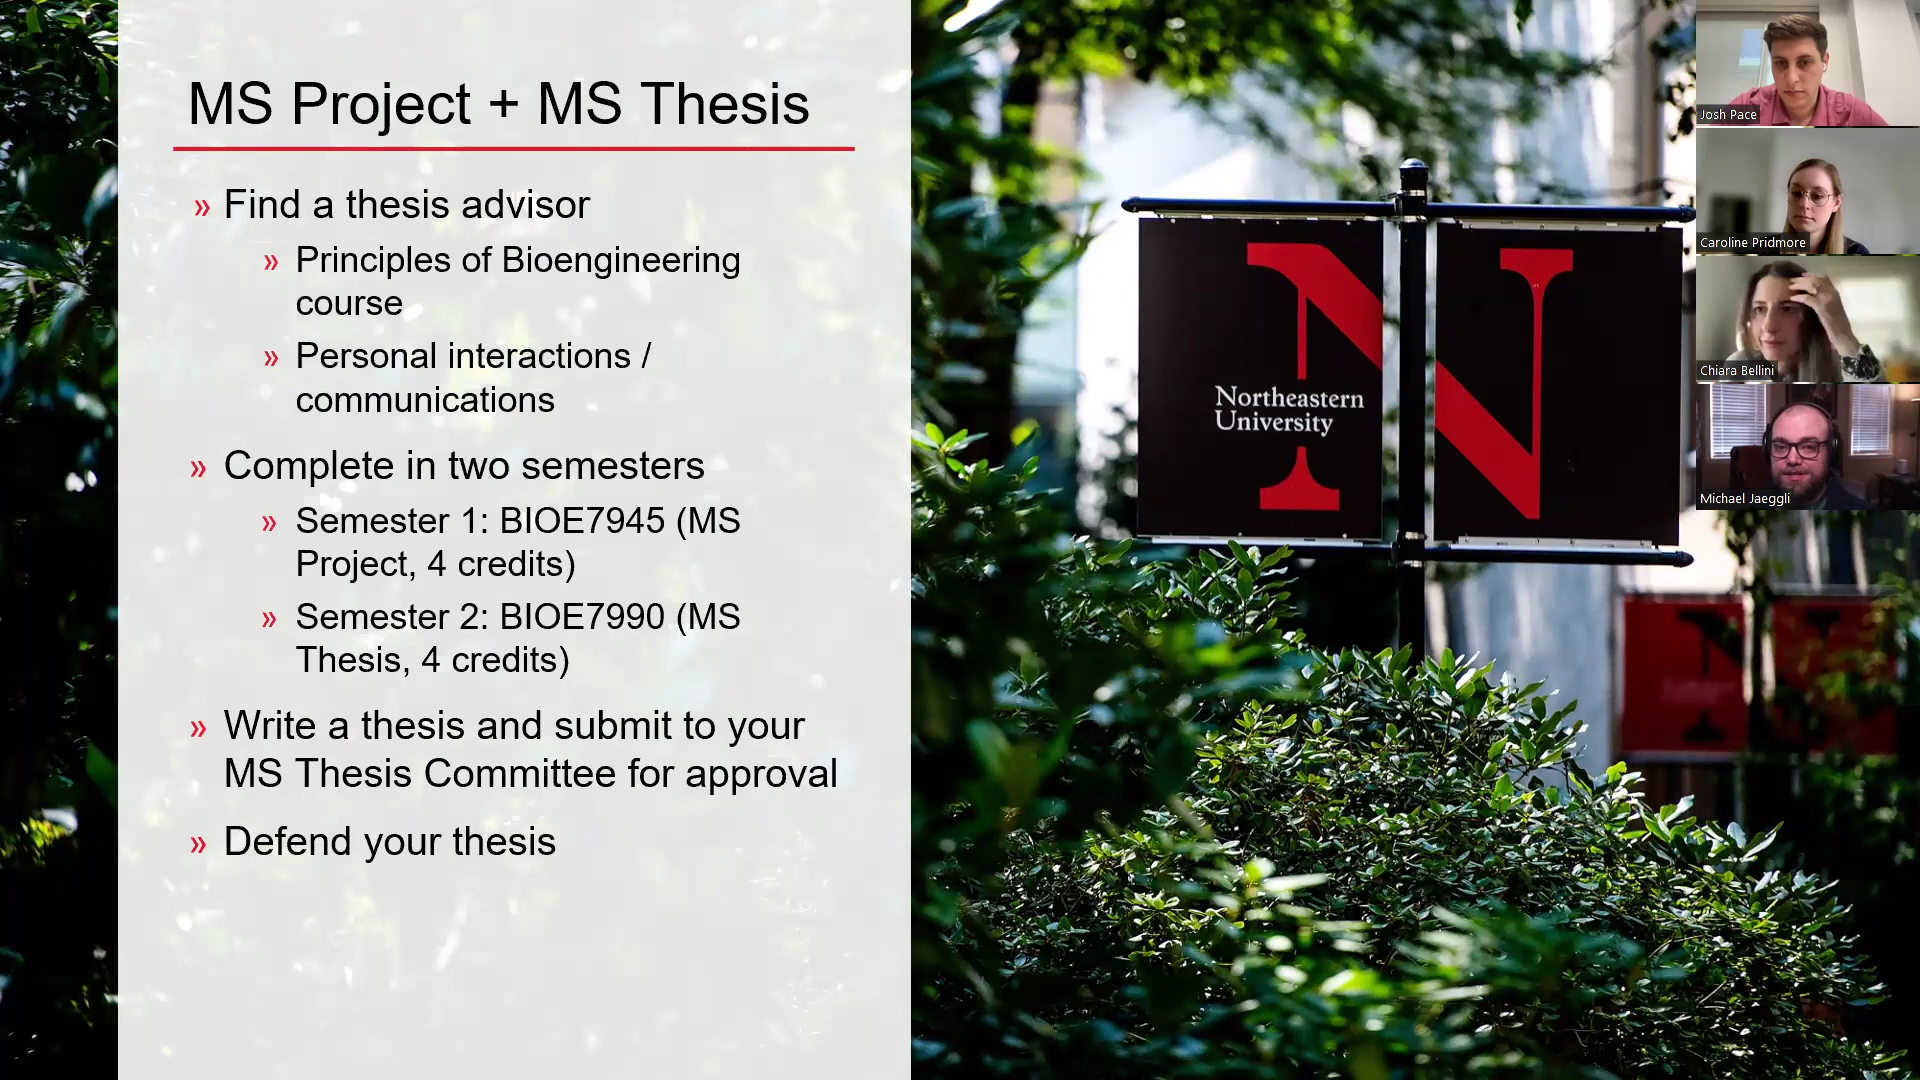 MS Project + MS Thesis
» Find a thesis advisor
» Principles of Bioengineering
course
» Personal interactions /
communications
» Complete in two semesters
» Semester 1: BIOE7945 (MS
Project, 4 credits)
» Semester 2: BIOE7990 (MS
Thesis, 4 credits)
» Write a thesis and submit to your
MS Thesis Committee for approval
» Defend your thesis
N
Northeastern
University
N
Josh Pace
Caroline Pridmore
Chiara Bellini
Michael Jaeggli